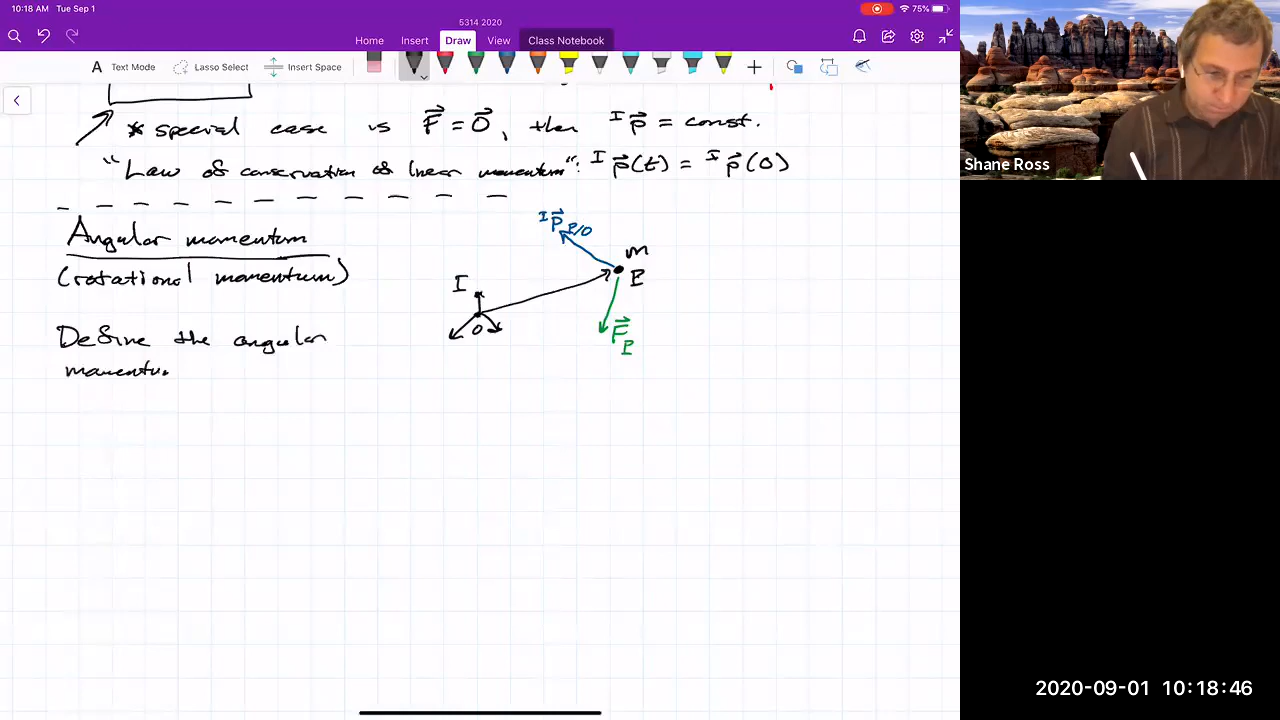 10:18 AM Tue Sep 1
75%
5314 2020
Home Insert Draw View Class Notebook
A Text Mode Lasso Select Insert Space
* special case is F⃗ = 0⃗, then ᴵp⃗ = const.
"Law of conservation of linear momentum": ᴵp⃗(t) = ᴵp⃗(0)
Angular momentum
(rotational momentum)
ᴵp⃗ P/O
m
P
I
O
F⃗ P
Define the angular
momentu
Shane Ross
2020-09-01 10:18:46